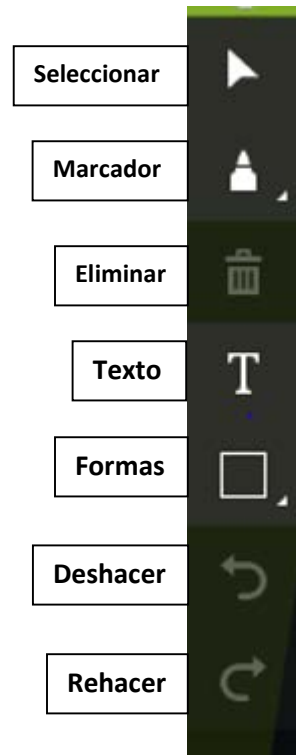 Seleccionar
Marcador
Eliminar
Texto
T
Formas
Deshacer
Rehacer